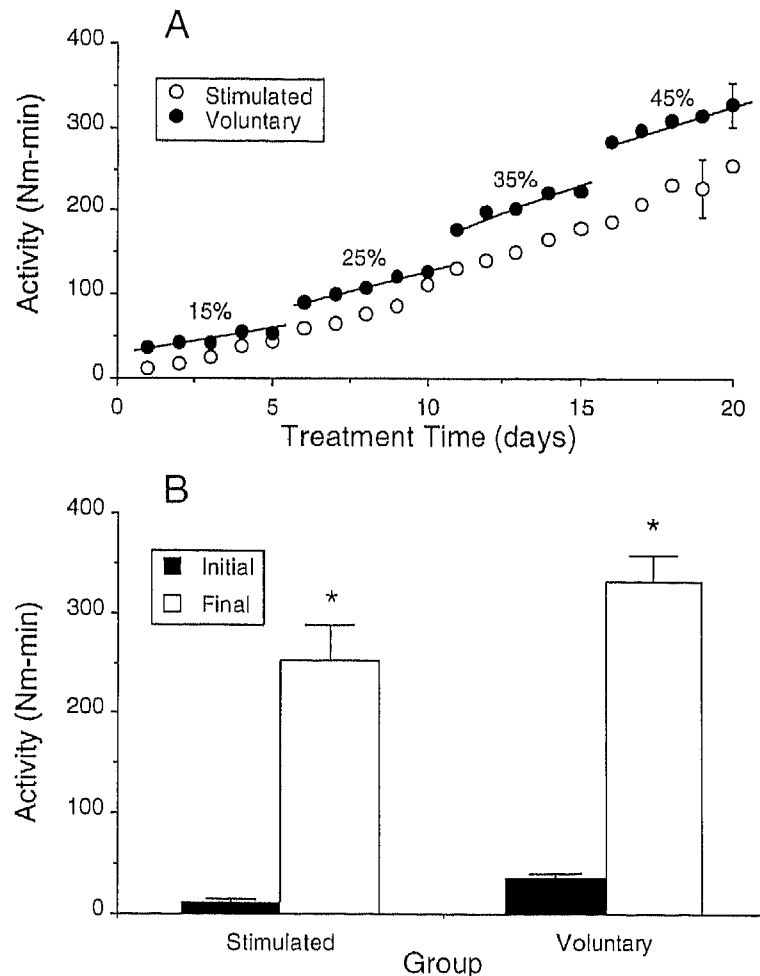 A
Stimulated
Voluntary
Activity (Nm-min)
400
300
200
100
0
15%
25%
35%
45%
0 5 10 15 20
Treatment Time (days)
B
Initial
Final
Activity (Nm-min)
400
300
200
100
0
*
*
Stimulated Voluntary
Group